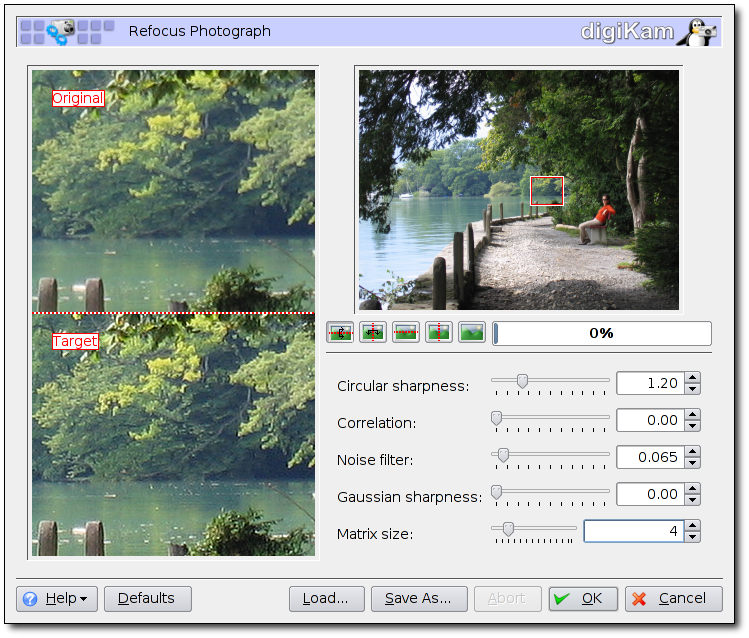 Refocus Photograph
digiKam
Original
Target
0%
Circular sharpness: 1.20
Correlation: 0.00
Noise filter: 0.065
Gaussian sharpness: 0.00
Matrix size: 4
Help Defaults Load... Save As... Abort OK Cancel